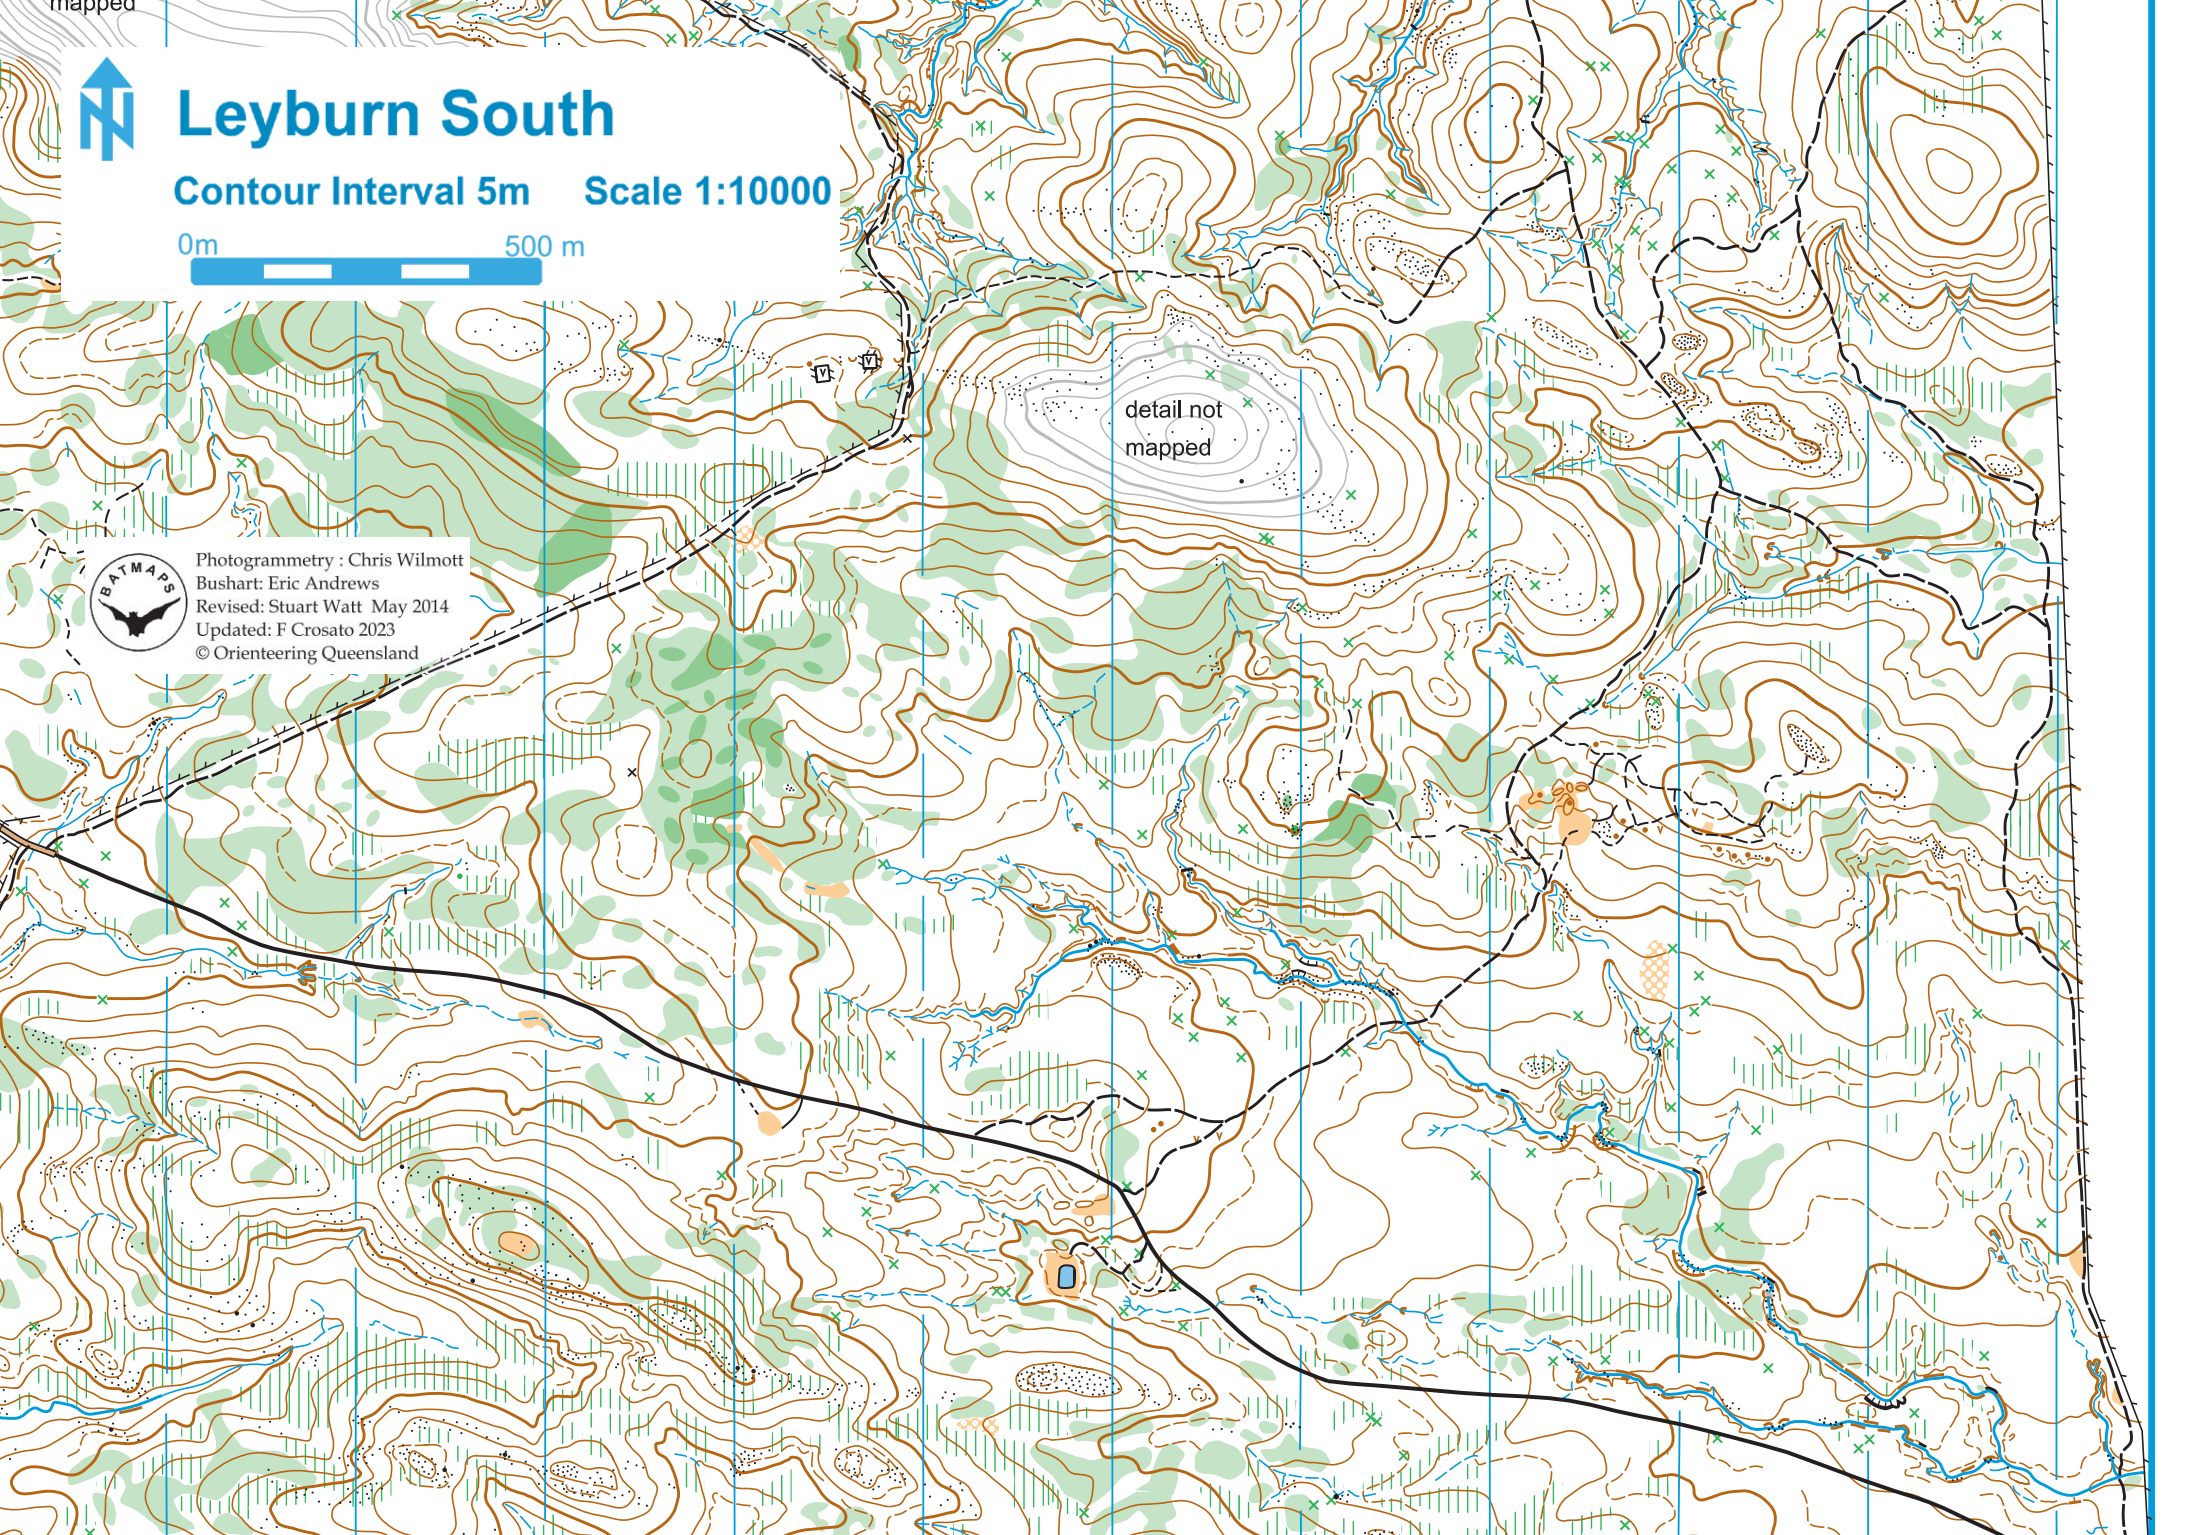 mapped
N
Leyburn South
Contour Interval 5m Scale 1:10000
0m 500 m
V
V
detail not
mapped
BATMAPS
Photogrammetry : Chris Wilmott
Bushart: Eric Andrews
Revised: Stuart Watt May 2014
Updated: F Crosato 2023
© Orienteering Queensland